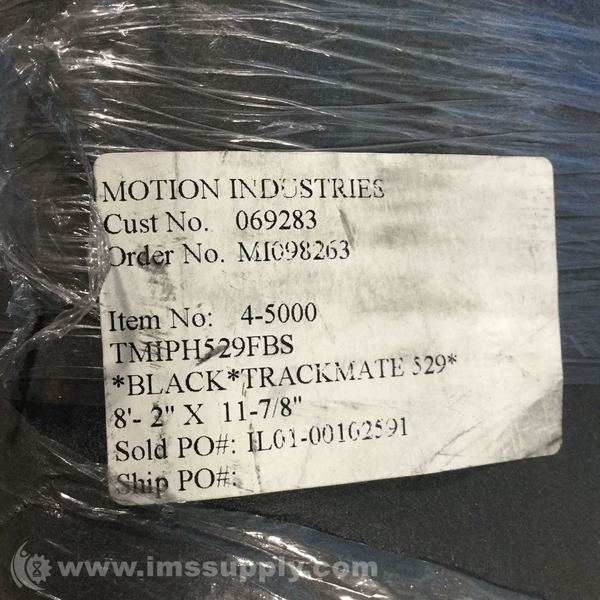 MOTION INDUSTRIES
Cust No. 069283
Order No. MI098263
Item No: 4-5000
TMIPH529FBS
*BLACK*TRACKMATE 529*
8'- 2" X 11-7/8"
Sold PO#: IL01-00102591
Ship PO#:
www.imssupply.com